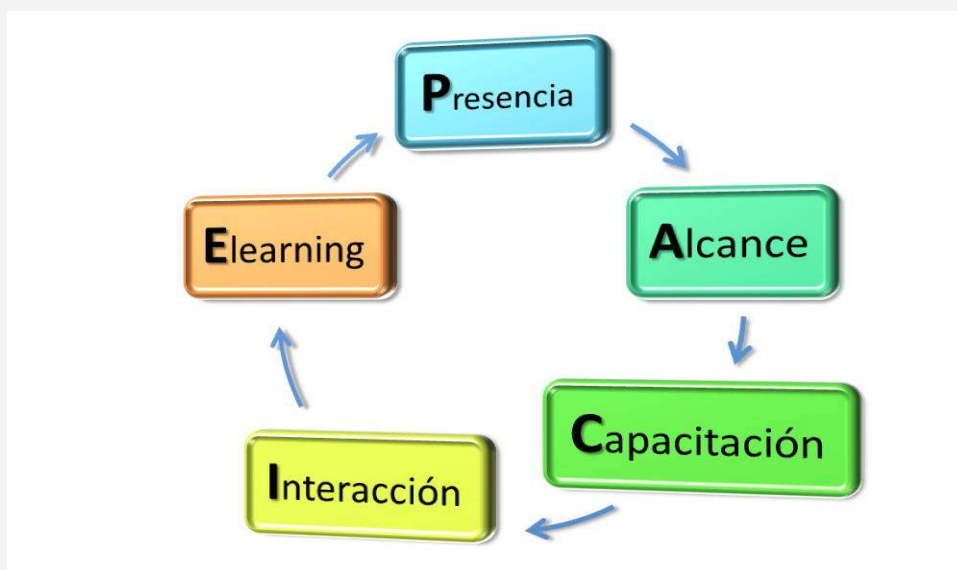 Presencia
Alcance
Capacitación
Interacción
Elearning